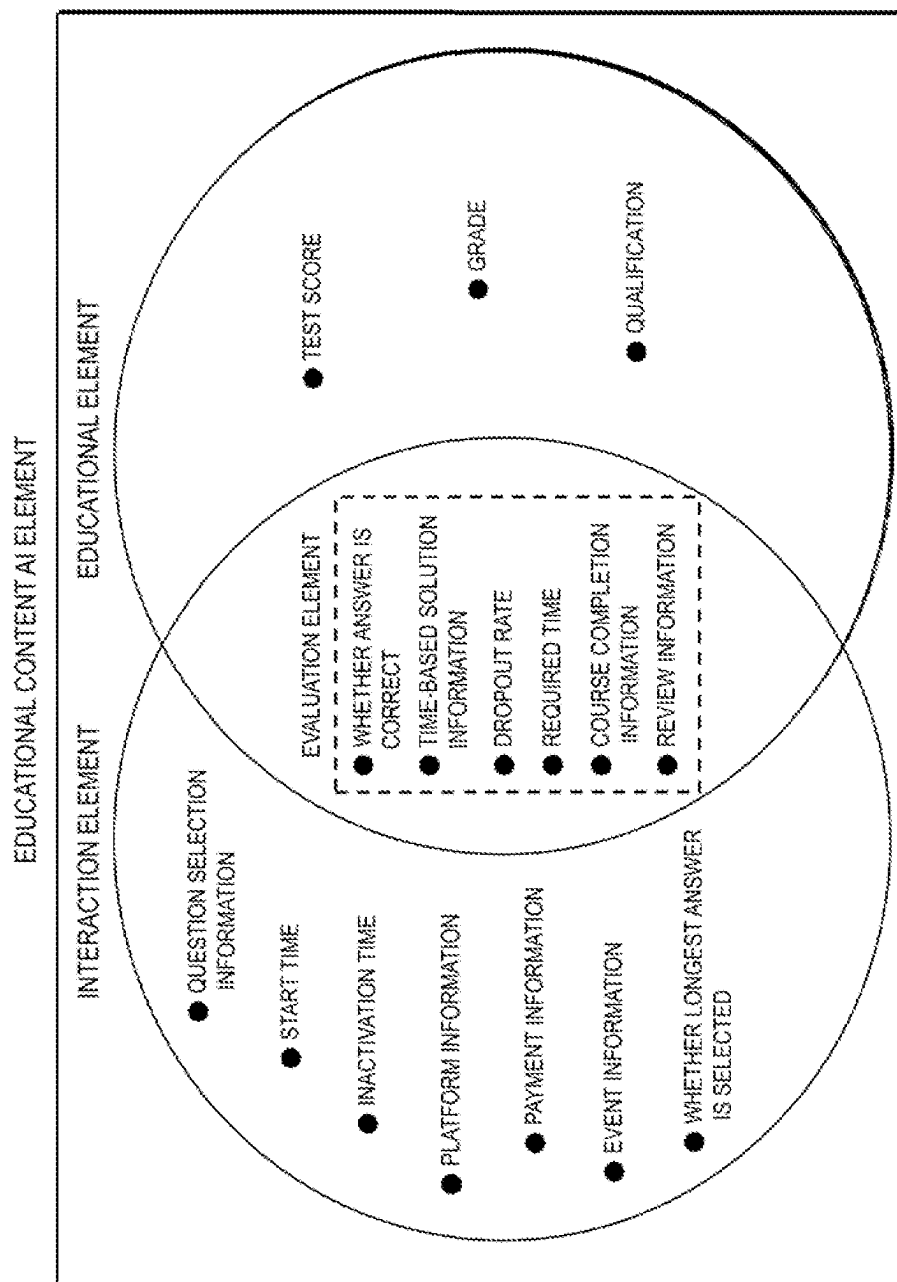 EDUCATIONAL CONTENT AI ELEMENT
INTERACTION ELEMENT
EDUCATIONAL ELEMENT
QUESTION SELECTION
INFORMATION
START TIME
INACTIVATION TIME
PLATFORM INFORMATION
PAYMENT INFORMATION
EVENT INFORMATION
WHETHER LONGEST ANSWER
IS SELECTED
EVALUATION ELEMENT
WHETHER ANSWER IS
CORRECT
TIME-BASED SOLUTION
INFORMATION
DROPOUT RATE
REQUIRED TIME
COURSE COMPLETION
INFORMATION
REVIEW INFORMATION
TEST SCORE
GRADE
QUALIFICATION